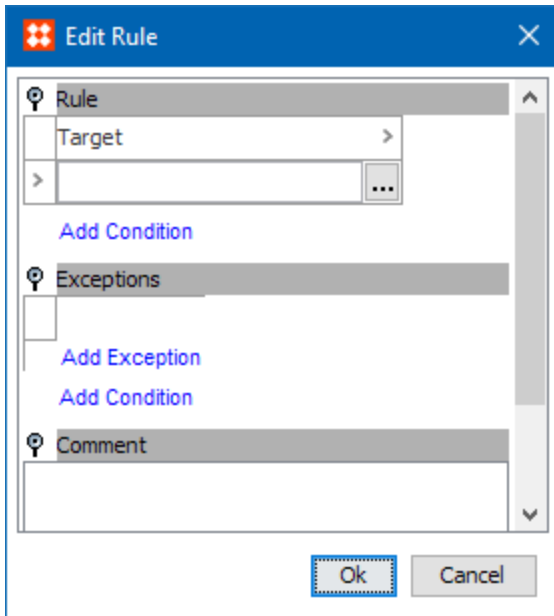 Edit Rule
Rule
Target >
> ...
Add Condition
Exceptions
Add Exception
Add Condition
Comment
Ok Cancel